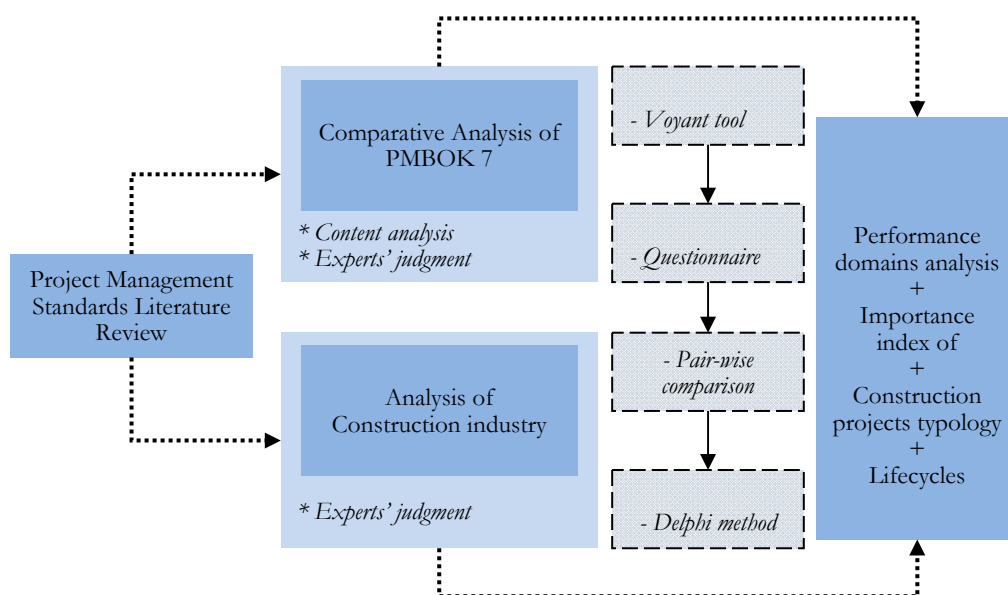 Project Management
Standards Literature
Review
Comparative Analysis of
PMBOK 7
* Content analysis
* Experts' judgment
Analysis of
Construction industry
* Experts' judgment
- Voyant tool
- Questionnaire
- Pair-wise
comparison
- Delphi method
Performance
domains analysis
+
Importance
index of
+
Construction
projects typology
+
Lifecycles